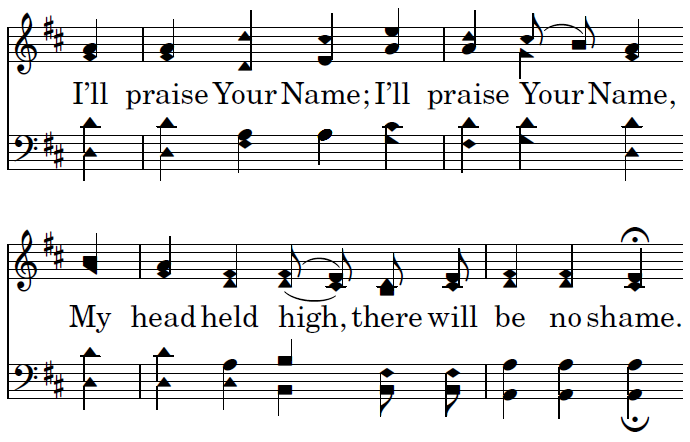 I'll praise Your Name; I'll praise Your Name,
My head held high, there will be no shame.